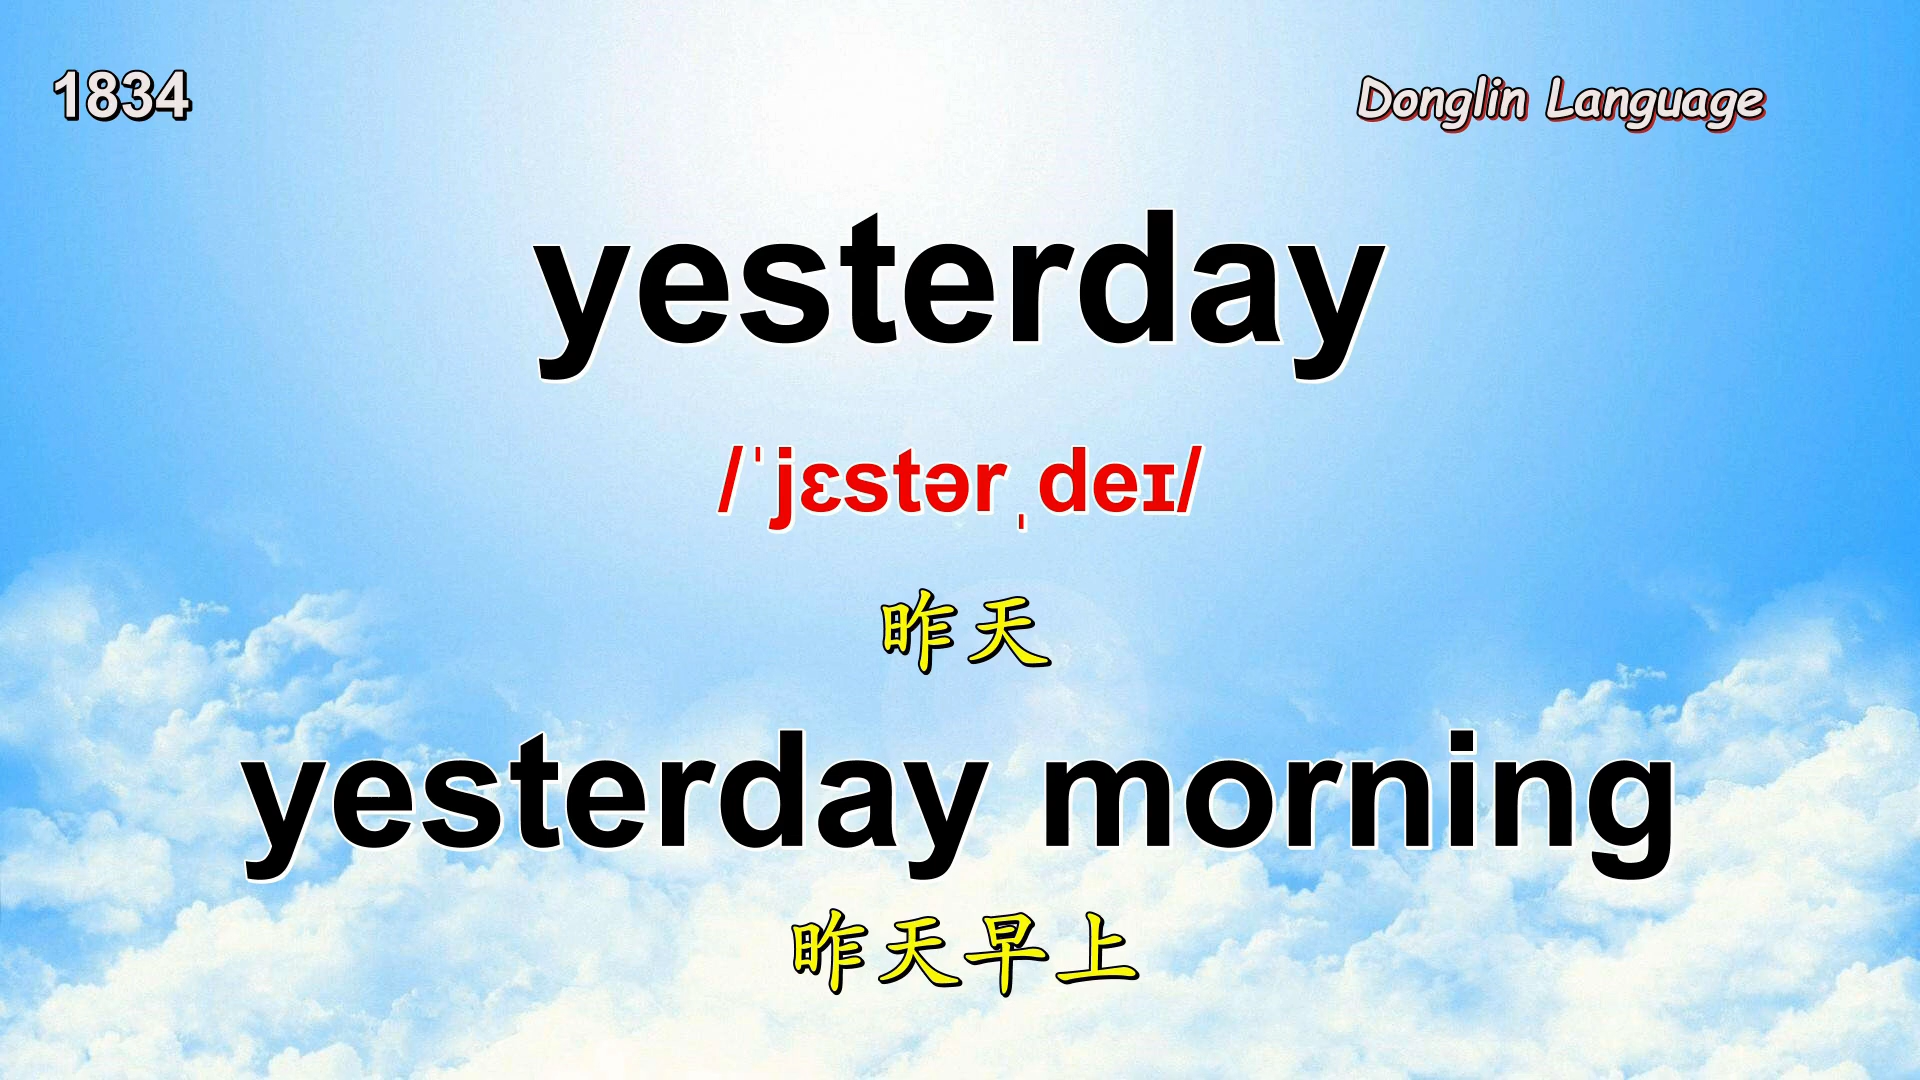 1834
Donglin Language
yesterday
/ˈjɛstərˌdeɪ/
昨天
yesterday morning
昨天早上